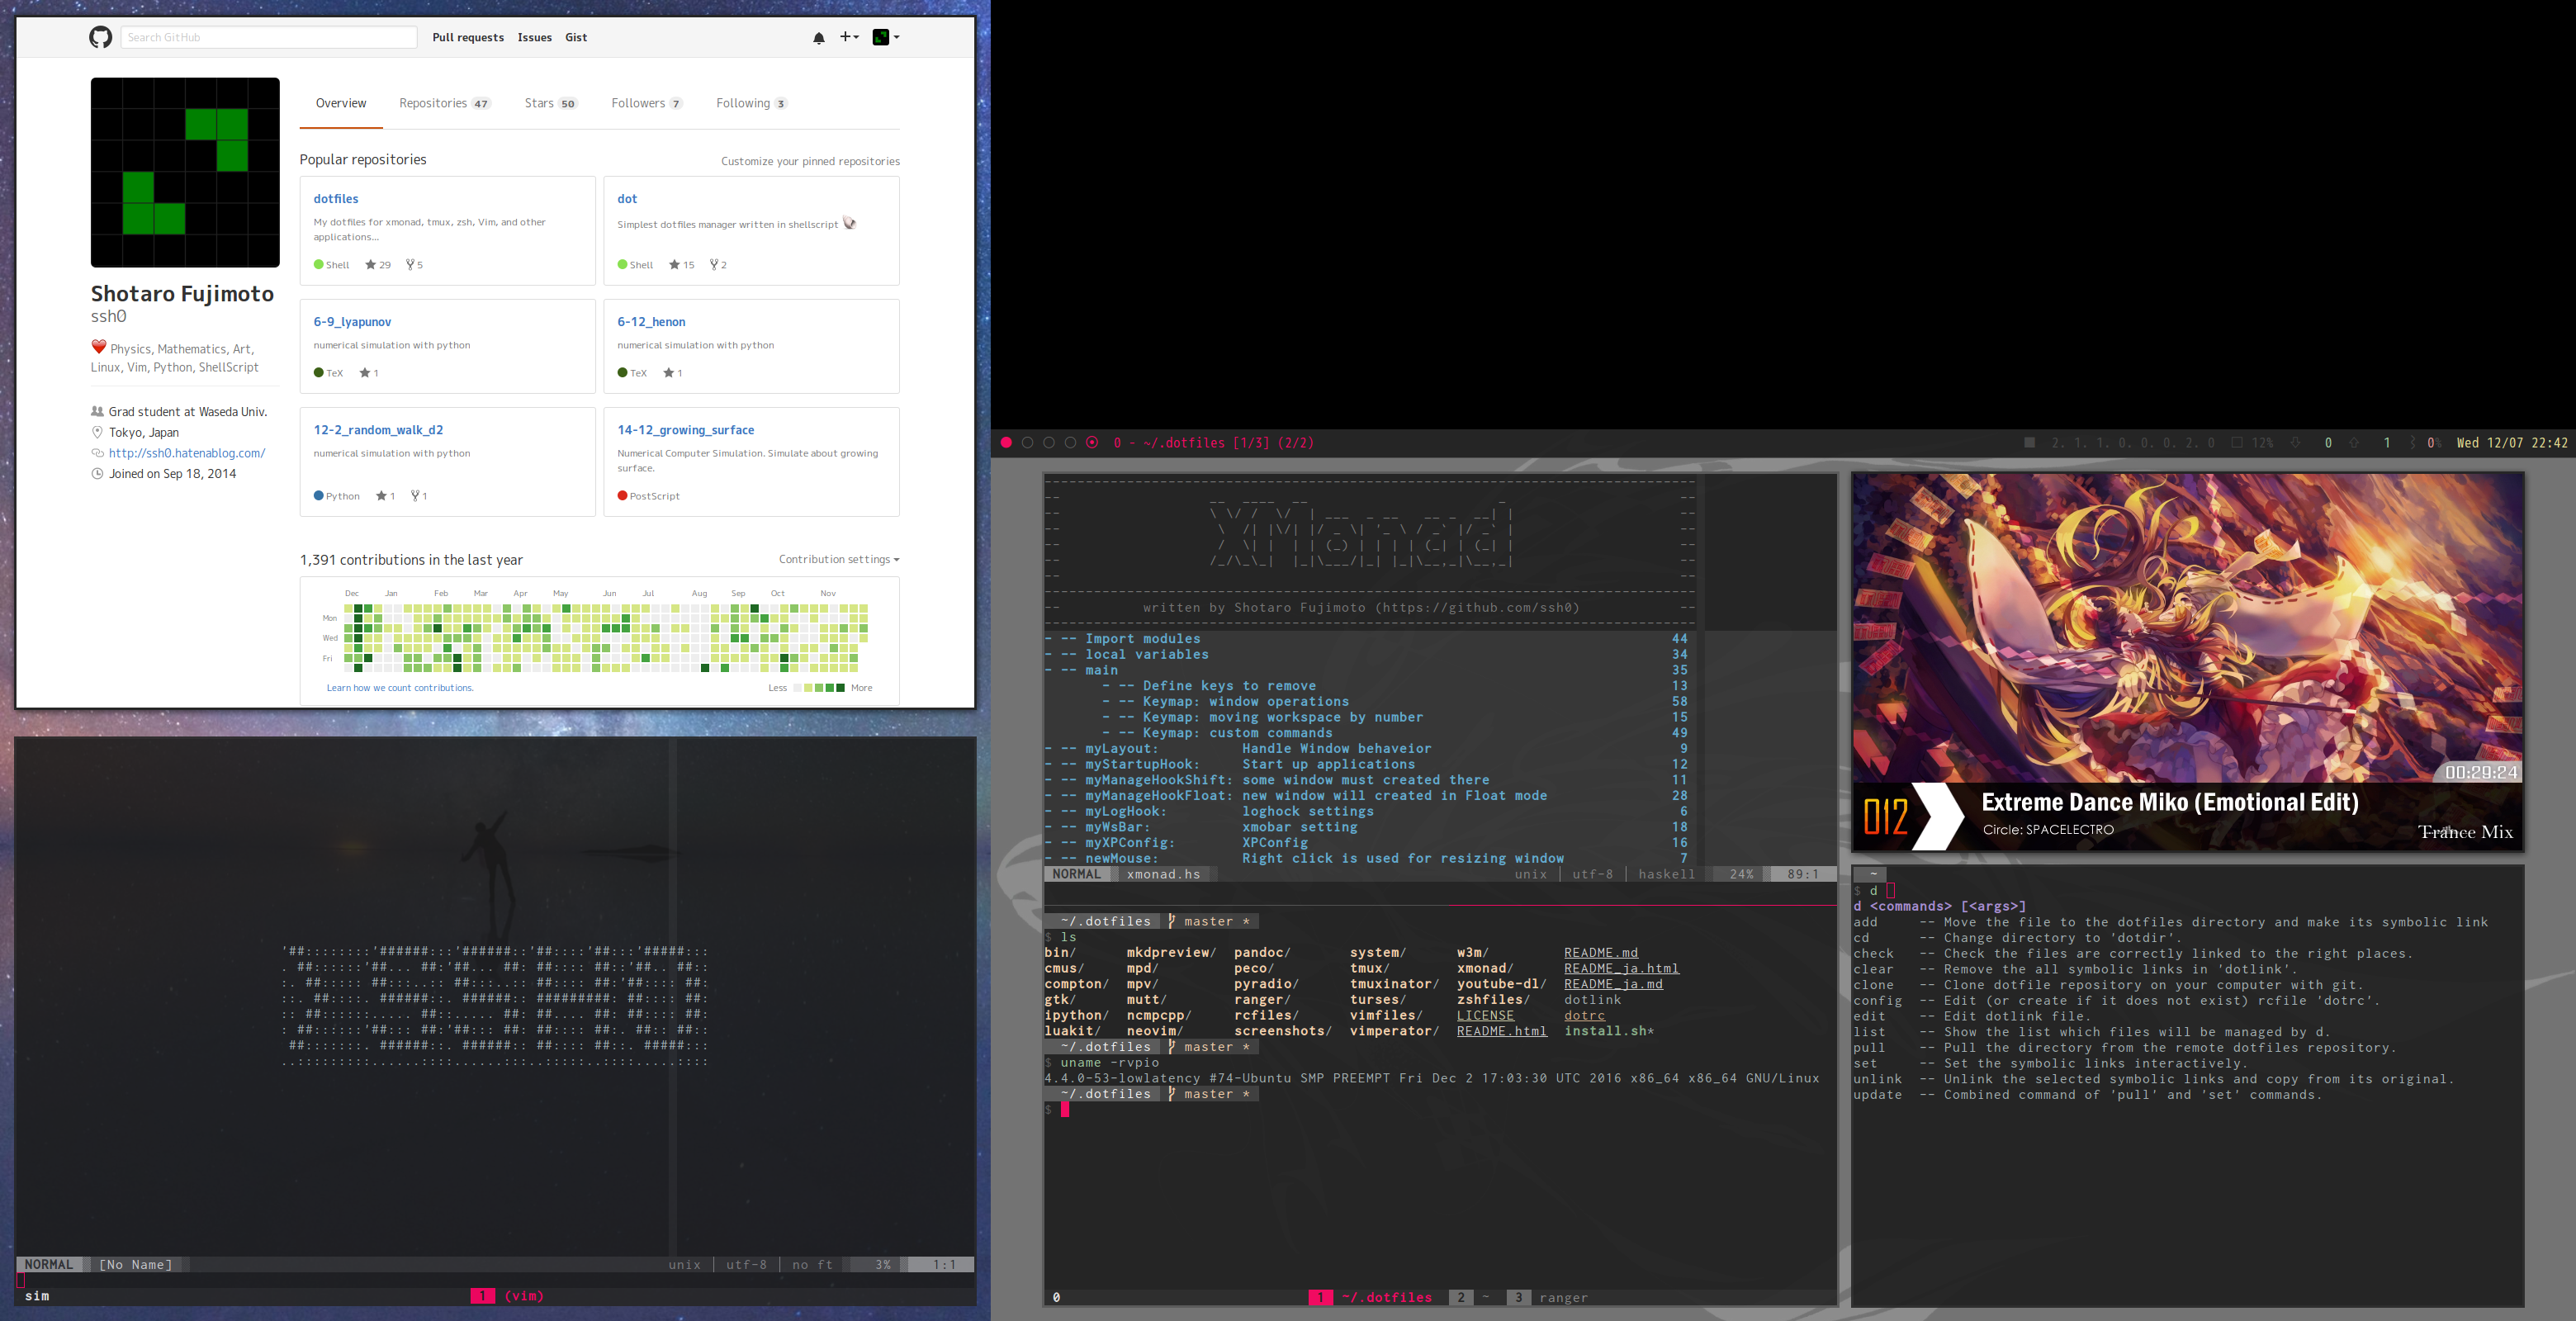 Search GitHub
Pull requests Issues Gist
Overview Repositories 47 Stars 50 Followers 7 Following 3
Popular repositories Customize your pinned repositories
dotfiles
My dotfiles for xmonad, tmux, zsh, Vim, and other
applications...
Shell 29 5
dot
Simplest dotfiles manager written in shellscript
Shell 15 2
6-9_lyapunov
numerical simulation with python
TeX 1
6-12_henon
numerical simulation with python
TeX 1
12-2_random_walk_d2
numerical simulation with python
Python 1 1
14-12_growing_surface
Numerical Computer Simulation. Simulate about growing
surface.
PostScript
Shotaro Fujimoto
ssh0
Physics, Mathematics, Art,
Linux, Vim, Python, ShellScript
Grad student at Waseda Univ.
Tokyo, Japan
http://ssh0.hatenablog.com/
Joined on Sep 18, 2014
1,391 contributions in the last year Contribution settings
Dec Jan Feb Mar Apr May Jun Jul Aug Sep Oct Nov
Mon
Wed
Fri
Learn how we count contributions. Less More
NORMAL [No Name] unix | utf-8 | no ft 3% 1:1
sim 1 (vim)
0 - ~/.dotfiles [1/3] (2/2) 2. 1. 1. 0. 0. 0. 2. 0 12% 0 1 0% Wed 12/07 22:42
-- written by Shotaro Fujimoto (https://github.com/ssh0) --
- -- Import modules 44
- -- local variables 34
- -- main 35
- -- Define keys to remove 13
- -- Keymap: window operations 58
- -- Keymap: moving workspace by number 15
- -- Keymap: custom commands 49
- -- myLayout: Handle Window behaveior 9
- -- myStartupHook: Start up applications 12
- -- myManageHookShift: some window must created there 11
- -- myManageHookFloat: new window will created in Float mode 28
- -- myLogHook: loghock settings 6
- -- myWsBar: xmobar setting 18
- -- myXPConfig: XPConfig 16
- -- newMouse: Right click is used for resizing window 7
NORMAL xmonad.hs unix | utf-8 | haskell 24% 89:1
~/.dotfiles master *
$ ls
bin/ mkdpreview/ pandoc/ system/ w3m/ README.md
cmus/ mpd/ peco/ tmux/ xmonad/ README_ja.html
compton/ mpv/ pyradio/ tmuxinator/ youtube-dl/ README_ja.md
gtk/ mutt/ ranger/ turses/ zshfiles/ dotlink
ipython/ ncmpcpp/ rcfiles/ vimfiles/ LICENSE dotrc
luakit/ neovim/ screenshots/ vimperator/ README.html install.sh*
~/.dotfiles master *
$ uname -rvpio
4.4.0-53-lowlatency #74-Ubuntu SMP PREEMPT Fri Dec 2 17:03:30 UTC 2016 x86_64 x86_64 GNU/Linux
~/.dotfiles master *
$
0 1 ~/.dotfiles 2 ~ 3 ranger
00:29:24
012 Extreme Dance Miko (Emotional Edit)
Circle: SPACELECTRO
Trance Mix
~
$ d
d <commands> [<args>]
add -- Move the file to the dotfiles directory and make its symbolic link
cd -- Change directory to 'dotdir'.
check -- Check the files are correctly linked to the right places.
clear -- Remove the all symbolic links in 'dotlink'.
clone -- Clone dotfile repository on your computer with git.
config -- Edit (or create if it does not exist) rcfile 'dotrc'.
edit -- Edit dotlink file.
list -- Show the list which files will be managed by d.
pull -- Pull the directory from the remote dotfiles repository.
set -- Set the symbolic links interactively.
unlink -- Unlink the selected symbolic links and copy from its original.
update -- Combined command of 'pull' and 'set' commands.